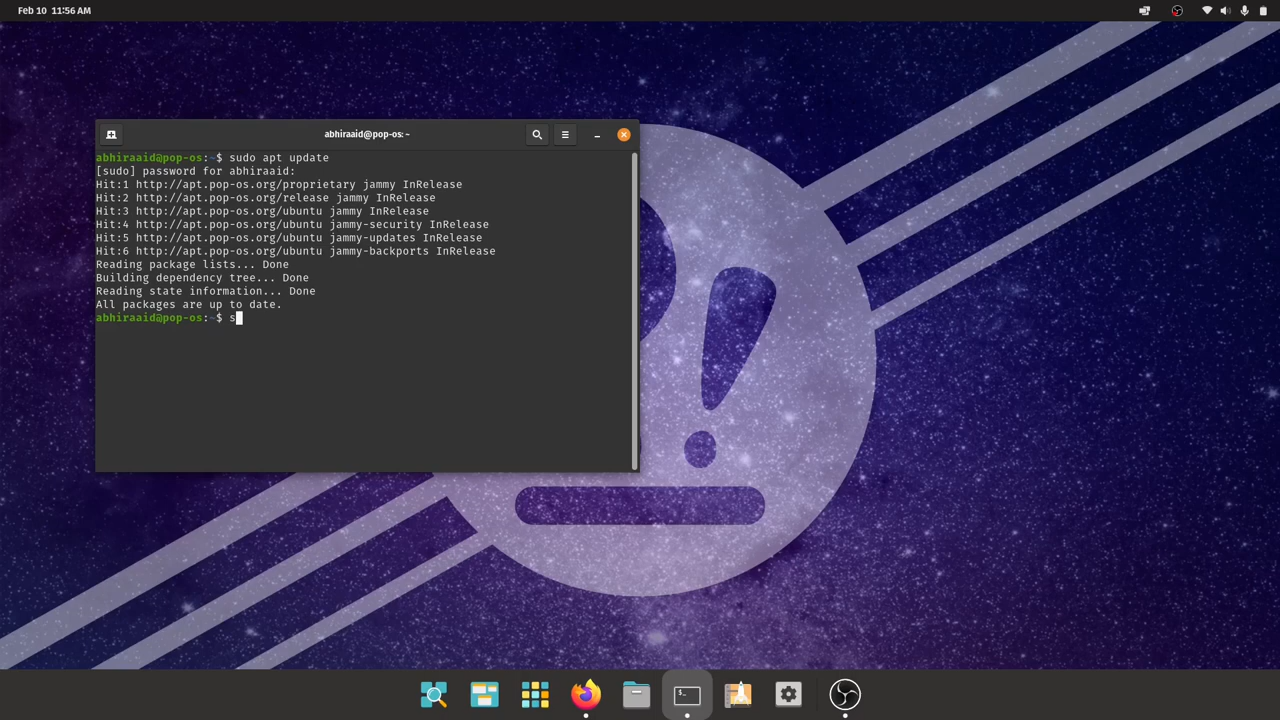 Feb 10 11:56 AM
abhiraaid@pop-os: ~
abhiraaid@pop-os:~$ sudo apt update
[sudo] password for abhiraaid:
Hit:1 http://apt.pop-os.org/proprietary jammy InRelease
Hit:2 http://apt.pop-os.org/release jammy InRelease
Hit:3 http://apt.pop-os.org/ubuntu jammy InRelease
Hit:4 http://apt.pop-os.org/ubuntu jammy-security InRelease
Hit:5 http://apt.pop-os.org/ubuntu jammy-updates InRelease
Hit:6 http://apt.pop-os.org/ubuntu jammy-backports InRelease
Reading package lists... Done
Building dependency tree... Done
Reading state information... Done
All packages are up to date.
abhiraaid@pop-os:~$ s